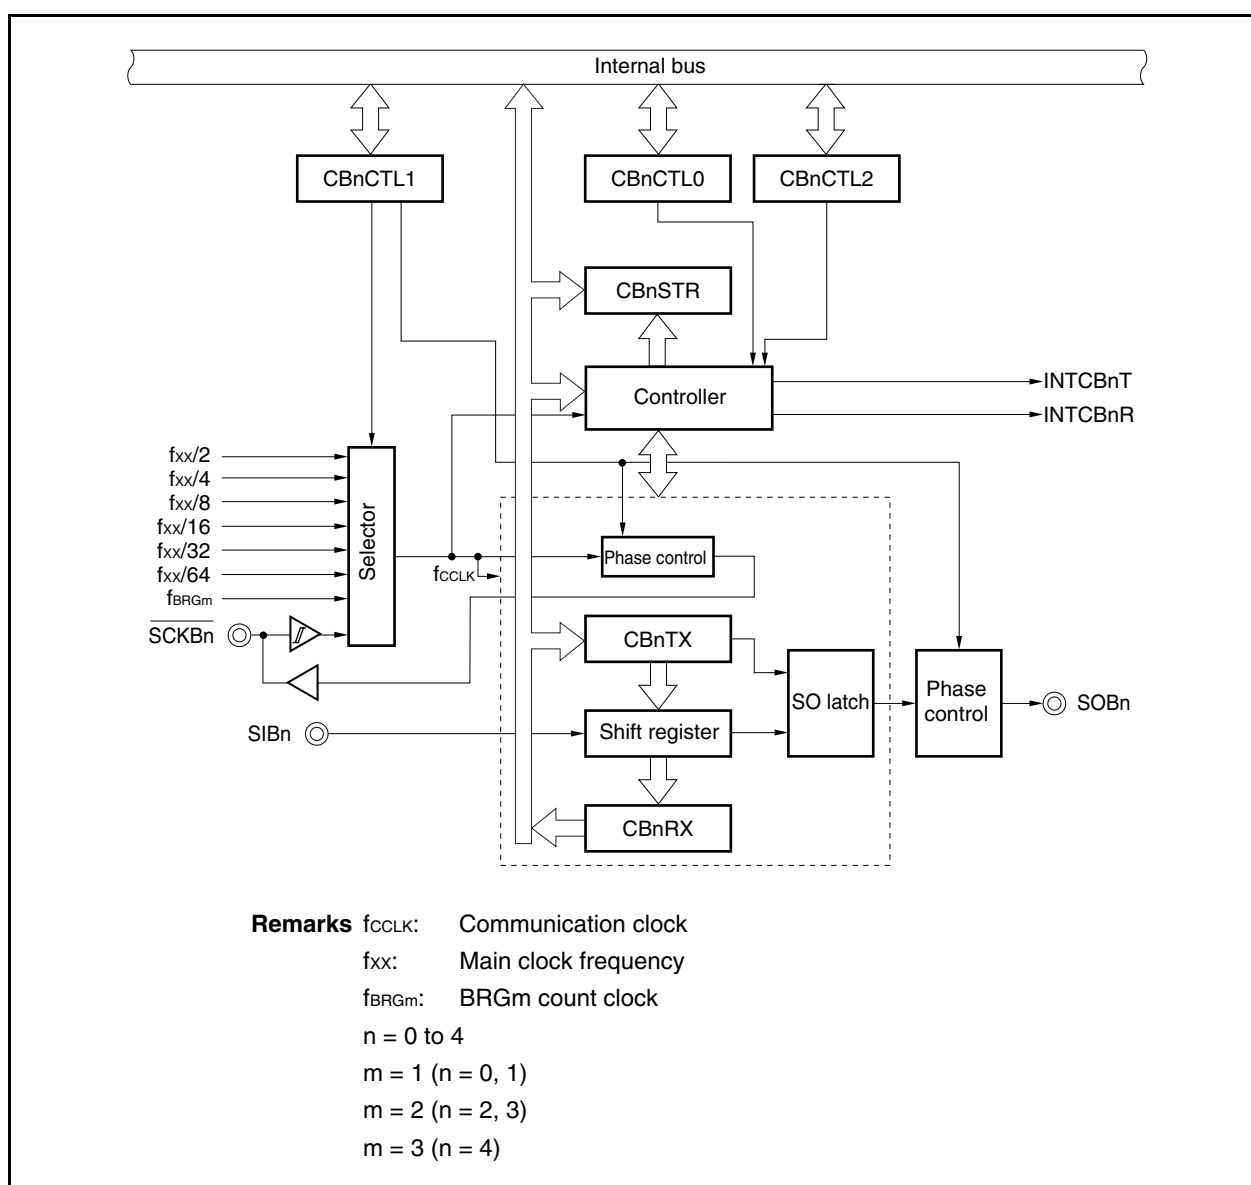 Internal bus
CBnCTL1
CBnCTL0
CBnCTL2
CBnSTR
Controller
INTCBnT
INTCBnR
fxx/2
fxx/4
fxx/8
fxx/16
fxx/32
fxx/64
fBRGm
SCKBn
Selector
fCCLK
Phase control
CBnTX
SO latch
Phase
control
SOBn
SIBn
Shift register
CBnRX
Remarks fCCLK: Communication clock
fxx: Main clock frequency
fBRGm: BRGm count clock
n = 0 to 4
m = 1 (n = 0, 1)
m = 2 (n = 2, 3)
m = 3 (n = 4)